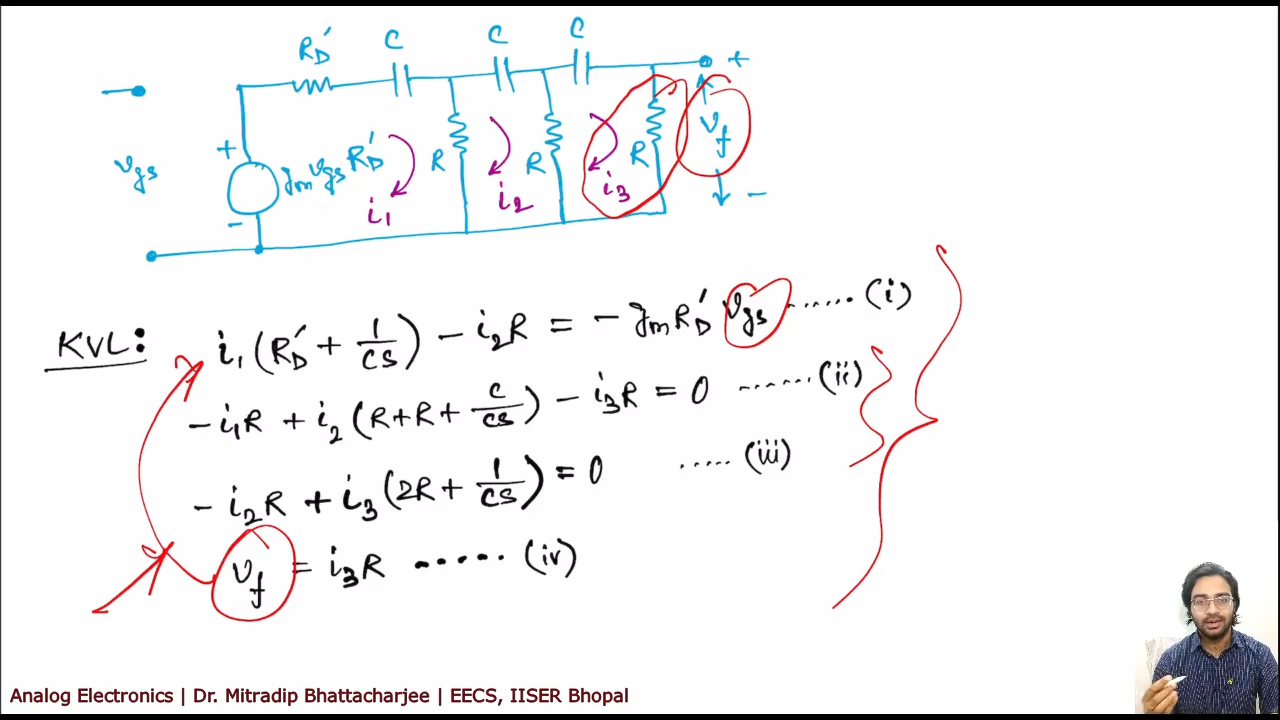 R_D' C C C
+
v_gs + g_m v_gs R_D' R R R v_f
i_1 i_2 i_3
- -
KVL: i_1 (R_D' + 1/CS) - i_2R = - g_m R_D' v_gs ...... (i)
- i_1R + i_2 (R+R+ c/CS) - i_3R = 0 ....... (ii)
- i_2R + i_3 (2R + 1/CS) = 0 ..... (iii)
v_f = i_3R ...... (iv)
Analog Electronics | Dr. Mitradip Bhattacharjee | EECS, IISER Bhopal